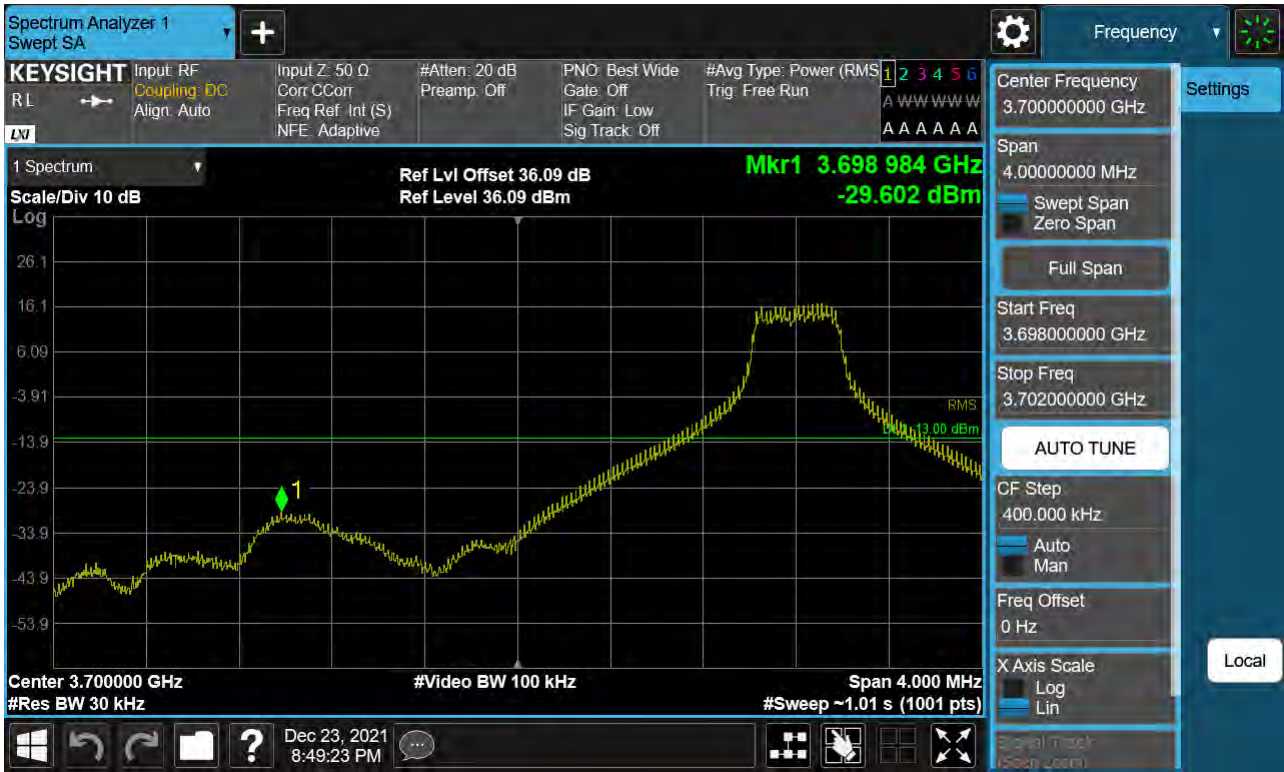 Spectrum Analyzer 1
Swept SA
+
Frequency
KEYSIGHT
RL
LXI
Input: RF
Coupling: DC
Align: Auto
Input Z: 50 Ω
Corr CCorr
Freq Ref: Int (S)
NFE: Adaptive
#Atten: 20 dB
Preamp: Off
PNO: Best Wide
Gate: Off
IF Gain: Low
Sig Track: Off
#Avg Type: Power (RMS
Trig: Free Run
1 2 3 4 5 6
A W W W W W
A A A A A A
1 Spectrum
Scale/Div 10 dB
Log
Ref Lvl Offset 36.09 dB
Ref Level 36.09 dBm
Mkr1 3.698 984 GHz
-29.602 dBm
26.1
16.1
6.09
-3.91
-13.9
-23.9
-33.9
-43.9
-53.9
RMS
-13.00 dBm
1
Center 3.700000 GHz
#Res BW 30 kHz
#Video BW 100 kHz
Span 4.000 MHz
#Sweep ~1.01 s (1001 pts)
Center Frequency
3.700000000 GHz
Span
4.00000000 MHz
Swept Span
Zero Span
Full Span
Start Freq
3.698000000 GHz
Stop Freq
3.702000000 GHz
AUTO TUNE
CF Step
400.000 kHz
Auto
Man
Freq Offset
0 Hz
X Axis Scale
Log
Lin
Signal Track
(Span Zoom)
Settings
Local
?
Dec 23, 2021
8:49:23 PM